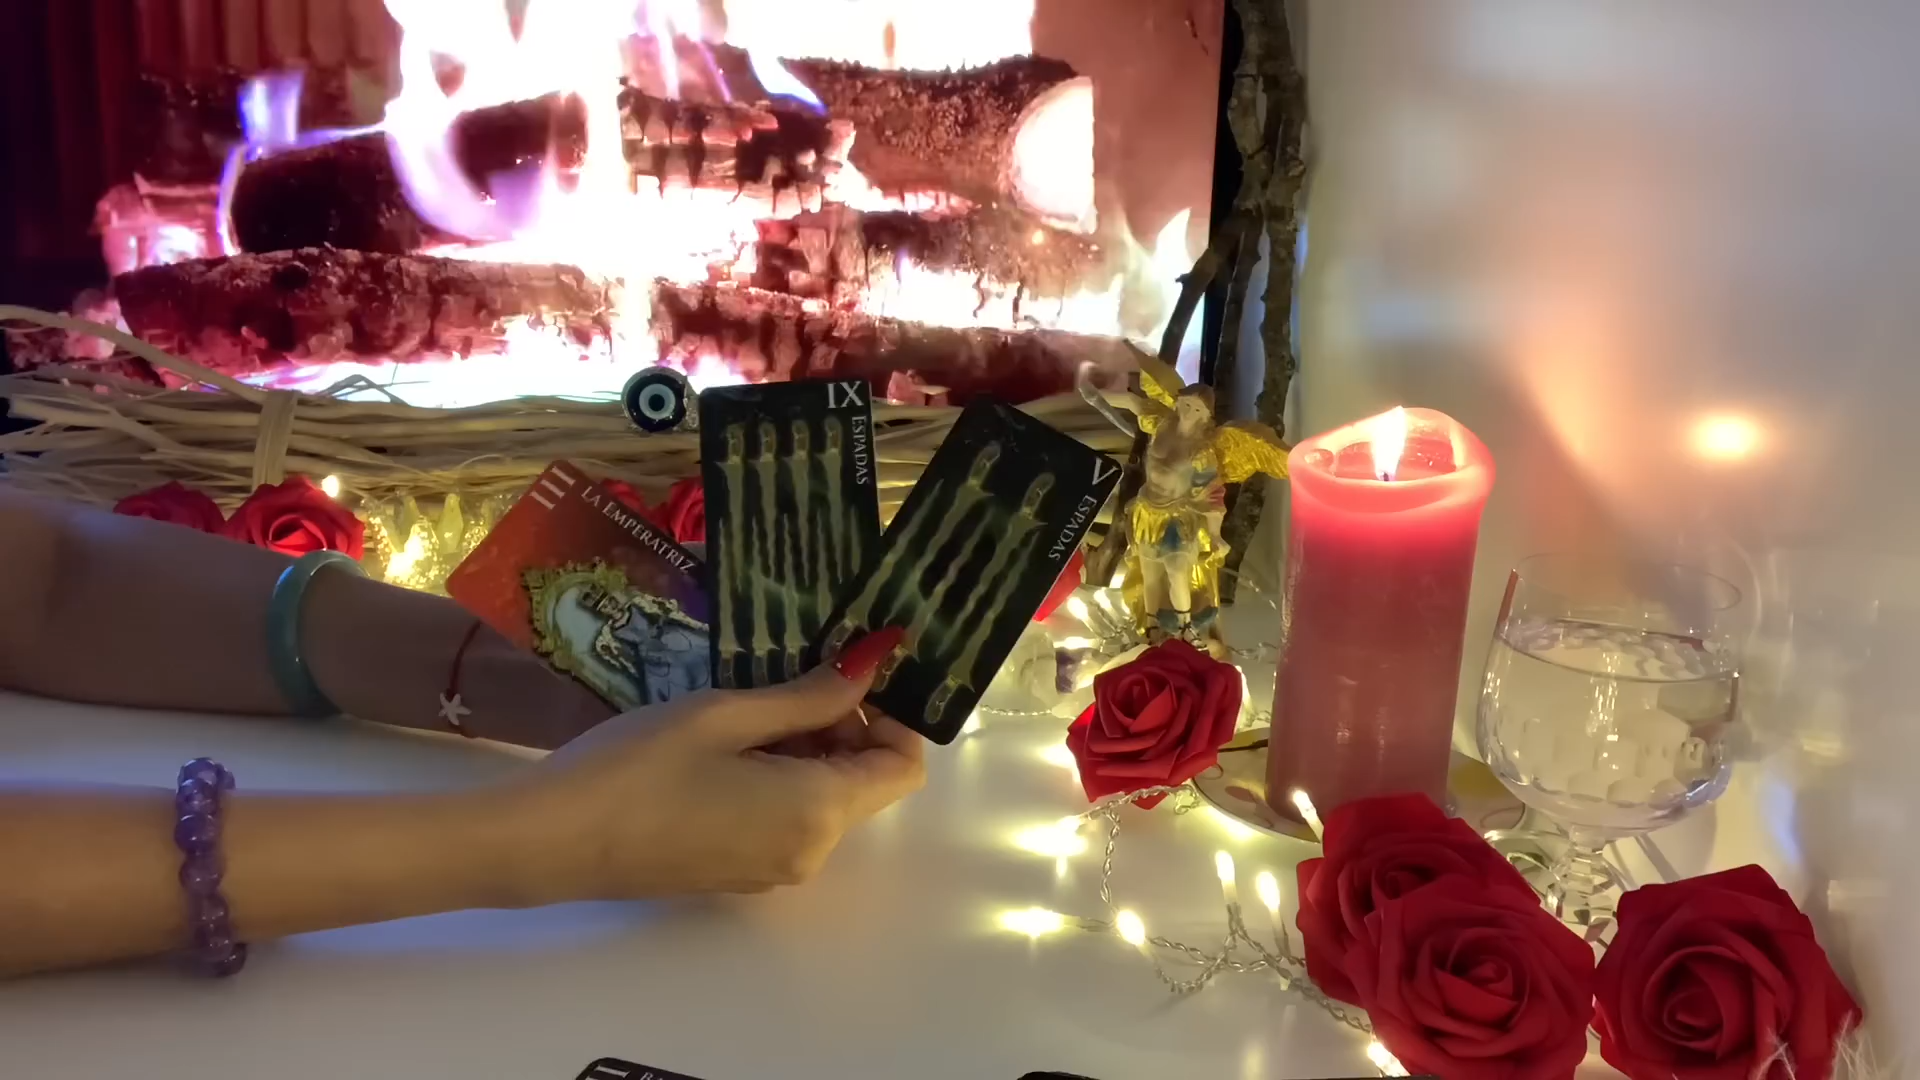 III
LA EMPERATRIZ
IX
ESPADAS
V
ESPADAS